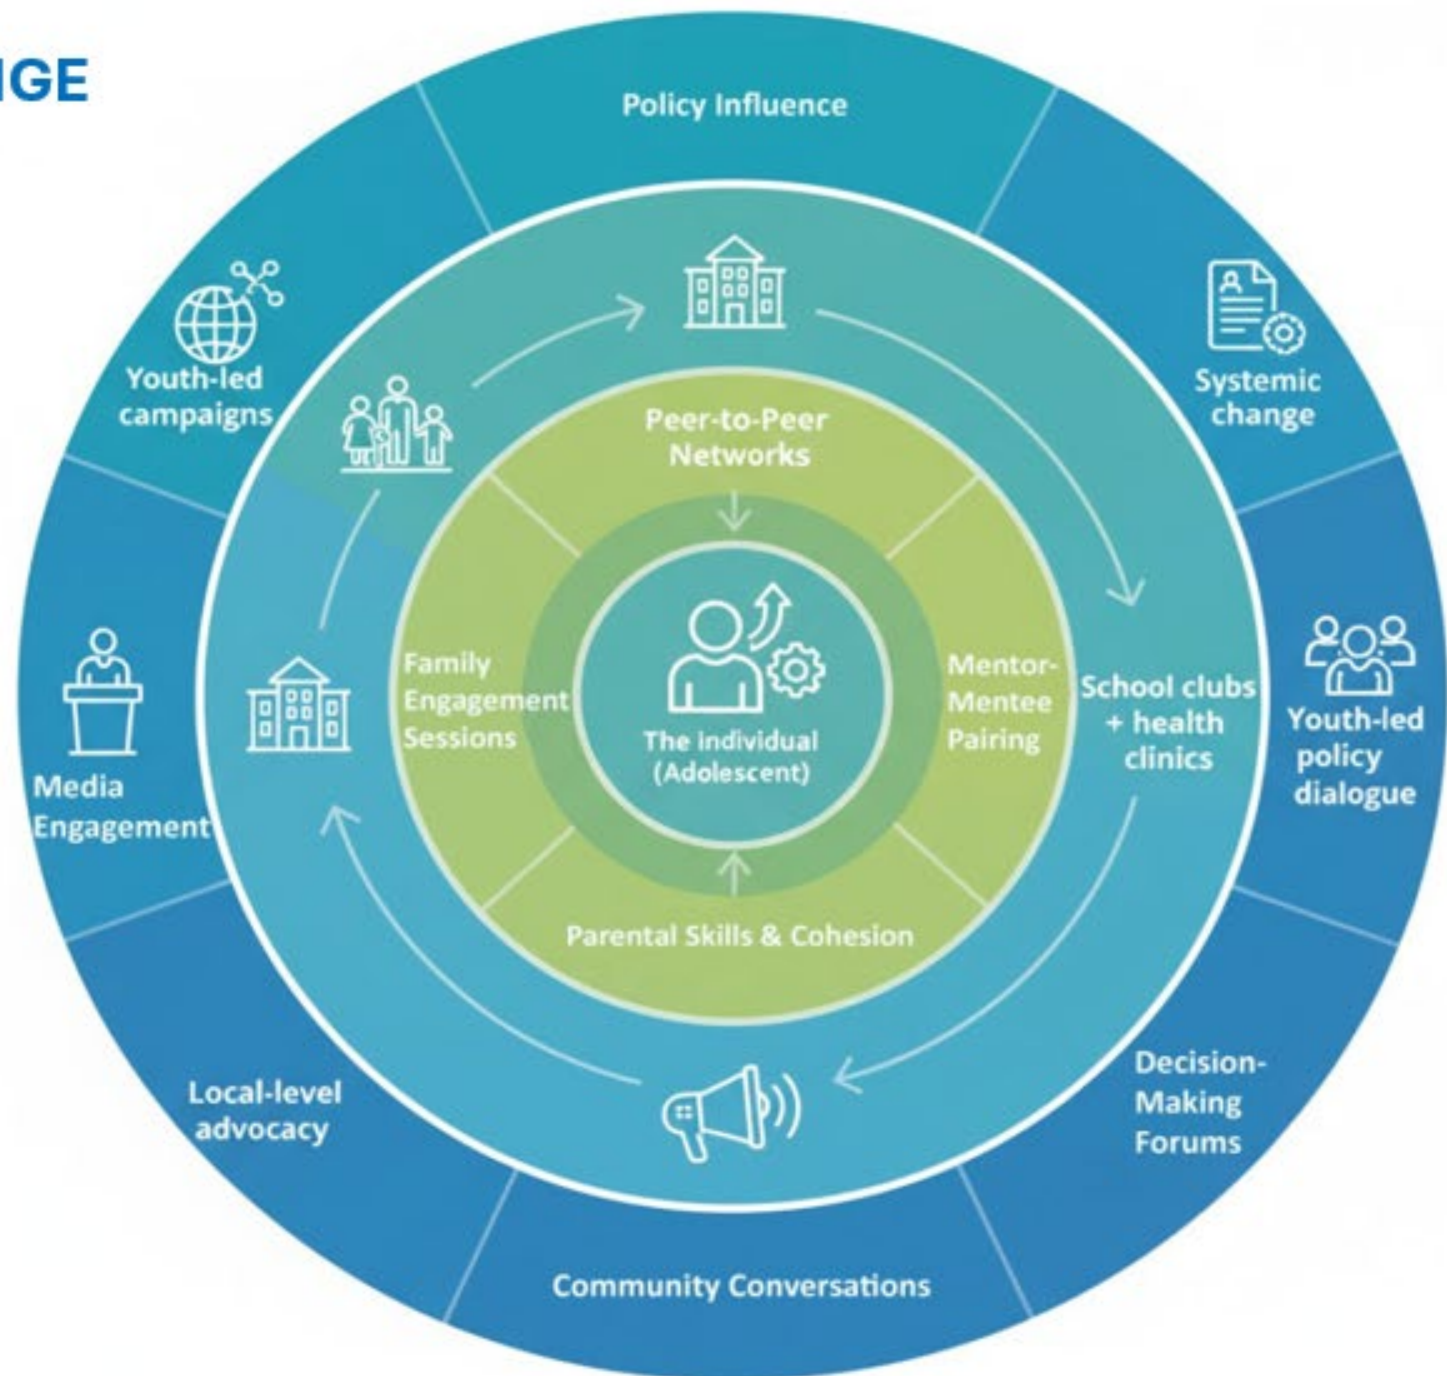 NGE
Policy Influence
Youth-led
campaigns
Systemic
change
Peer-to-Peer
Networks
Family
Engagement
Sessions
The individual
(Adolescent)
Mentor-
Mentee
Pairing
School clubs
+ health
clinics
Youth-led
policy
dialogue
Media
Engagement
Parental Skills & Cohesion
Local-level
advocacy
Decision-
Making
Forums
Community Conversations